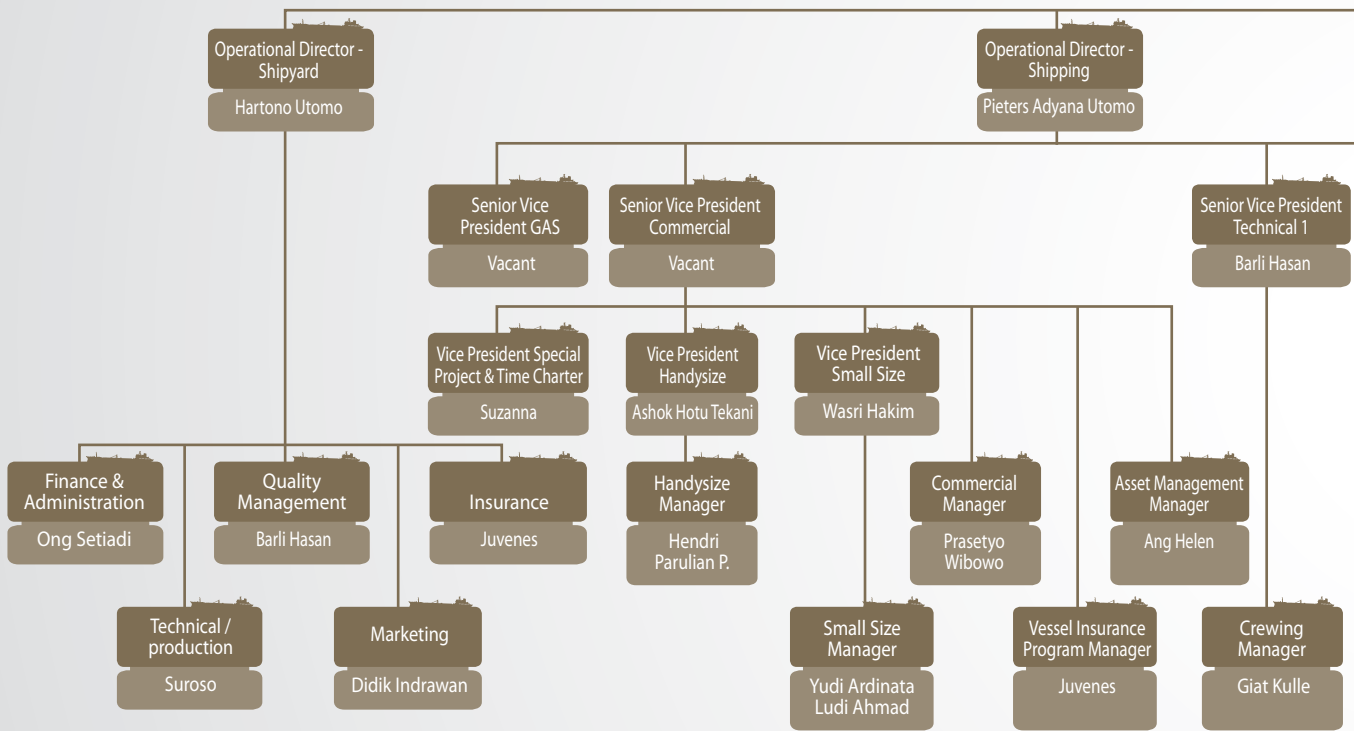 Operational Director -
Shipyard
Hartono Utomo
Operational Director -
Shipping
Pieters Adyana Utomo
Senior Vice
President GAS
Vacant
Senior Vice President
Commercial
Vacant
Senior Vice President
Technical 1
Barli Hasan
Vice President Special
Project & Time Charter
Suzanna
Vice President
Handysize
Ashok Hotu Tekani
Vice President
Small Size
Wasri Hakim
Finance &
Administration
Ong Setiadi
Quality
Management
Barli Hasan
Insurance
Juvenes
Handysize
Manager
Hendri
Parulian P.
Commercial
Manager
Prasetyo
Wibowo
Asset Management
Manager
Ang Helen
Technical /
production
Suroso
Marketing
Didik Indrawan
Small Size
Manager
Yudi Ardinata
Ludi Ahmad
Vessel Insurance
Program Manager
Juvenes
Crewing
Manager
Giat Kulle